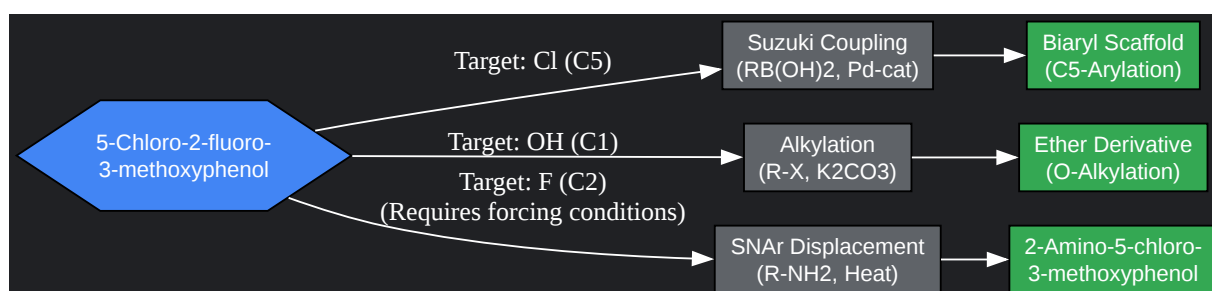 5-Chloro-2-fluoro-
3-methoxyphenol
Target: Cl (C5)
Suzuki Coupling
(RB(OH)2, Pd-cat)
Biaryl Scaffold
(C5-Arylation)
Target: OH (C1)
Alkylation
(R-X, K2CO3)
Ether Derivative
(O-Alkylation)
Target: F (C2)
(Requires forcing conditions)
SNAr Displacement
(R-NH2, Heat)
2-Amino-5-chloro-
3-methoxyphenol